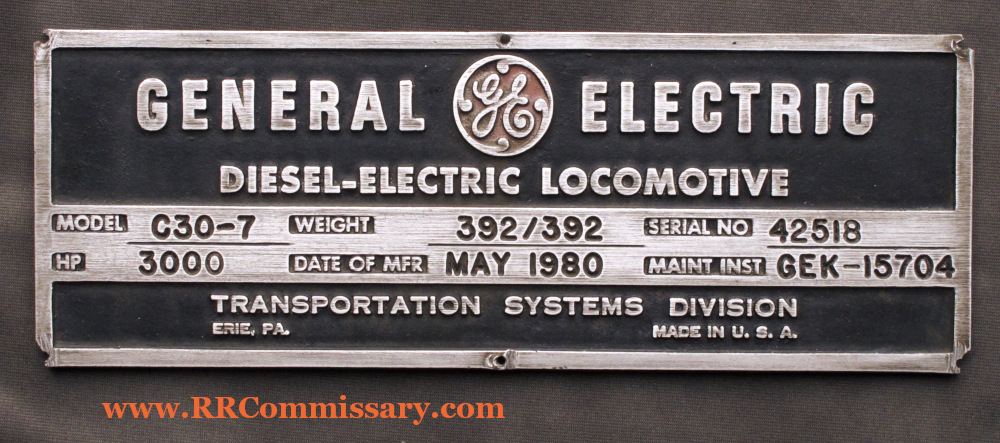 GENERAL GE ELECTRIC
DIESEL-ELECTRIC LOCOMOTIVE
MODEL C30-7 WEIGHT 392/392 SERIAL NO 42518
HP 3000 DATE OF MFR MAY 1980 MAINT INST GEK-15704
TRANSPORTATION SYSTEMS DIVISION
ERIE, PA. MADE IN U. S. A.
www.RRCommissary.com